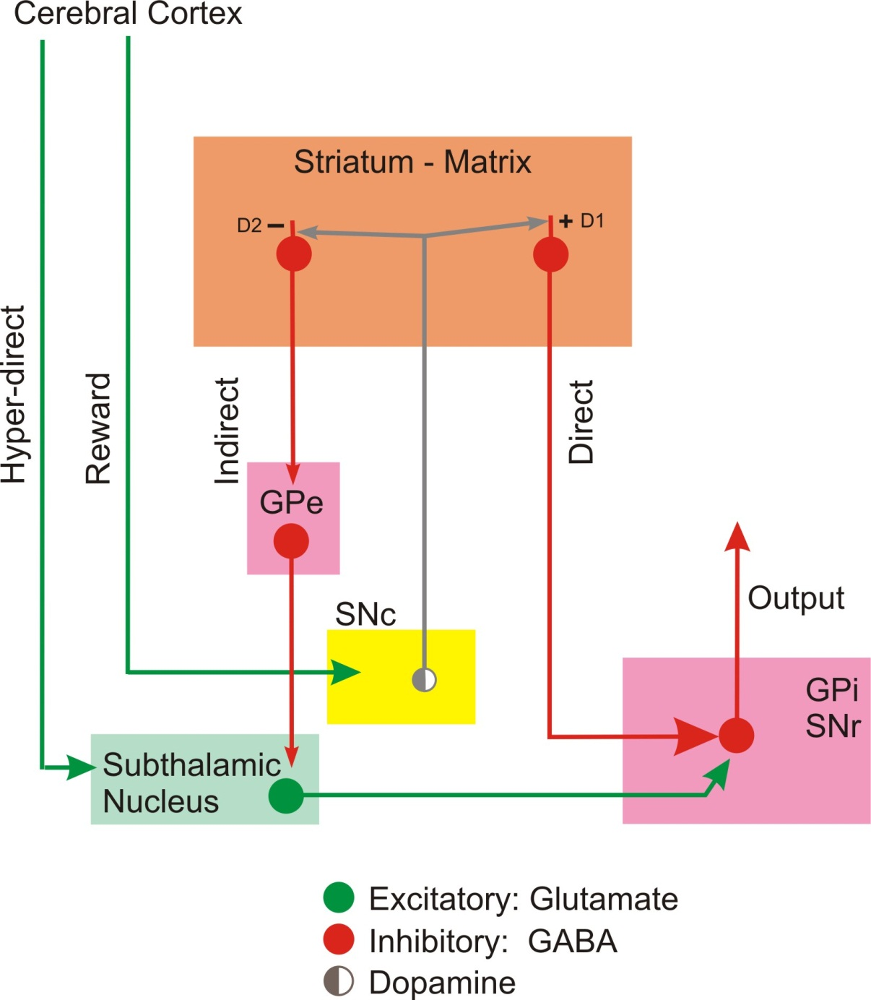 Cerebral Cortex
Striatum - Matrix
D2 −
+ D1
Hyper-direct
Reward
Indirect
Direct
GPe
SNc
Output
GPi
SNr
Subthalamic
Nucleus
Excitatory: Glutamate
Inhibitory: GABA
Dopamine